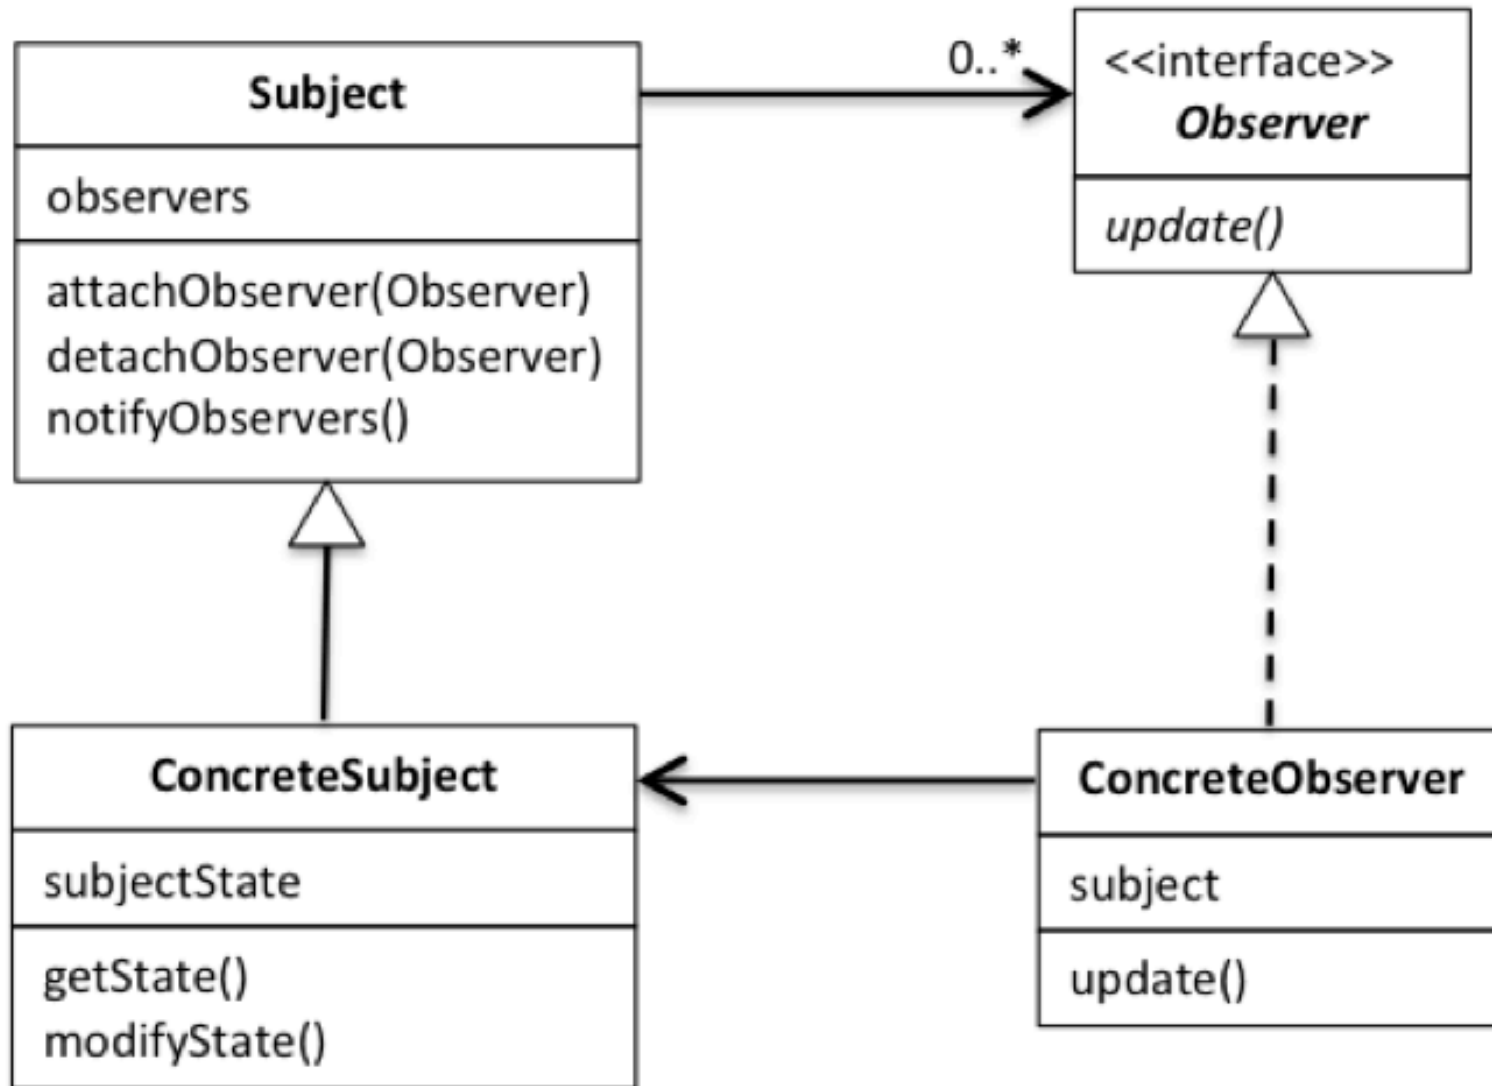 Subject
observers
attachObserver(Observer)
detachObserver(Observer)
notifyObservers()
0..*
<<interface>>
Observer
update()
ConcreteSubject
subjectState
getState()
modifyState()
ConcreteObserver
subject
update()